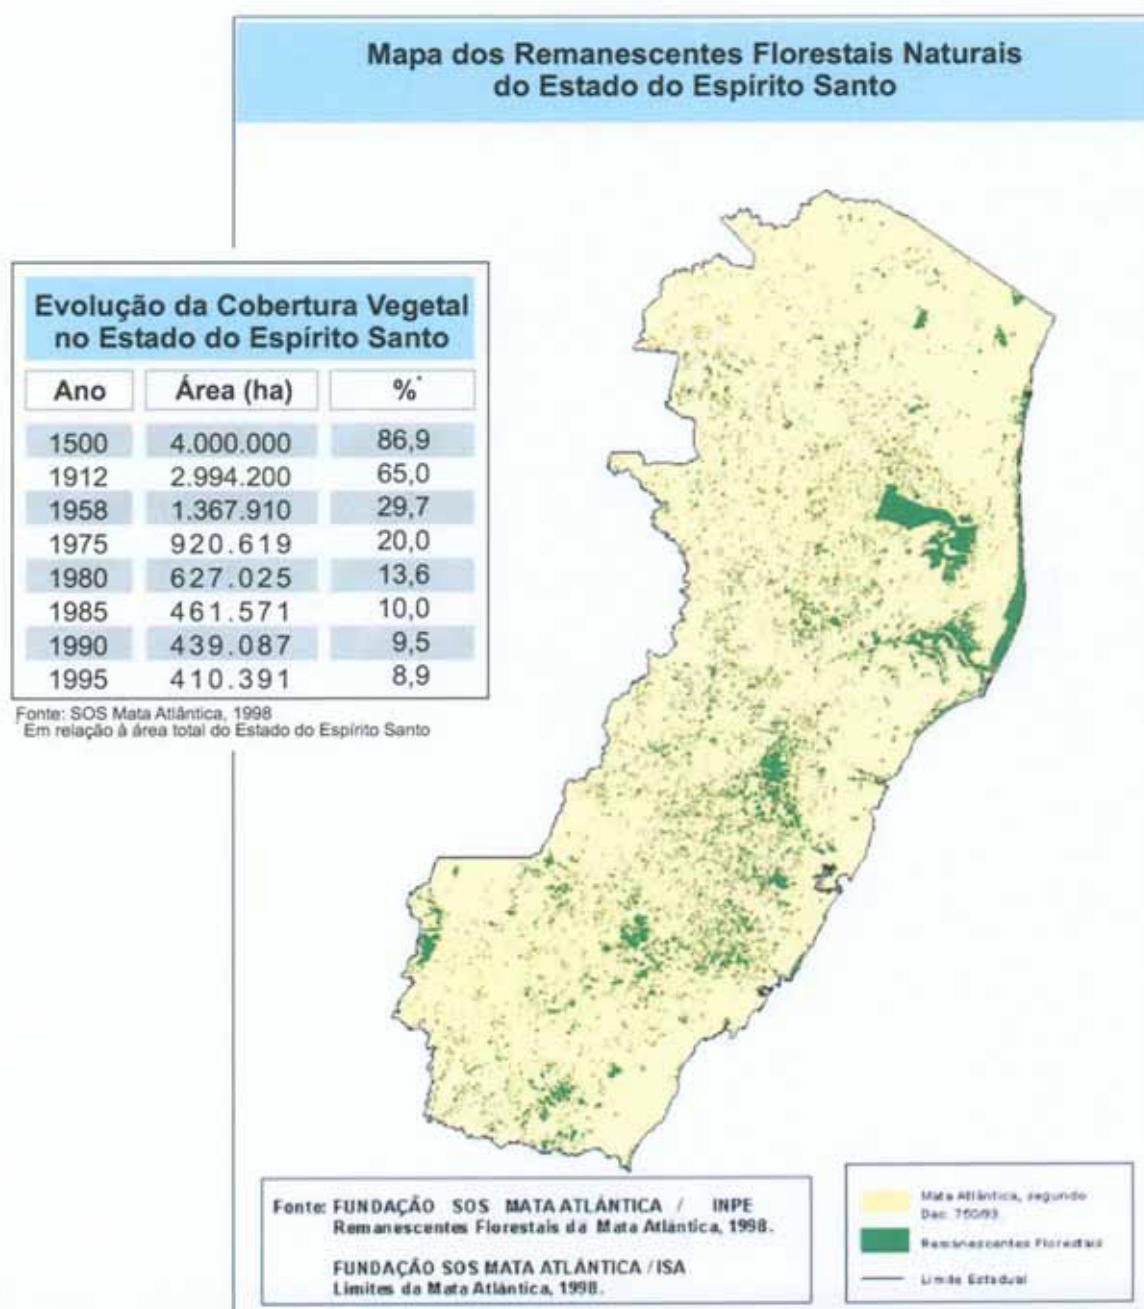 Mapa dos Remanescentes Florestais Naturais
do Estado do Espírito Santo
Evolução da Cobertura Vegetal
no Estado do Espírito Santo
Ano Área (ha) %*
1500 4.000.000 86,9
1912 2.994.200 65,0
1958 1.367.910 29,7
1975 920.619 20,0
1980 627.025 13,6
1985 461.571 10,0
1990 439.087 9,5
1995 410.391 8,9
Fonte: SOS Mata Atlântica, 1998
* Em relação à área total do Estado do Espírito Santo
Fonte: FUNDAÇÃO SOS MATA ATLÂNTICA / INPE
Remanescentes Florestais da Mata Atlântica, 1998.
FUNDAÇÃO SOS MATA ATLÂNTICA / ISA
Limites da Mata Atlântica, 1998.
Mata Atlântica, segundo
Dec. 750/93.
Remanescentes Florestais
Limite Estadual